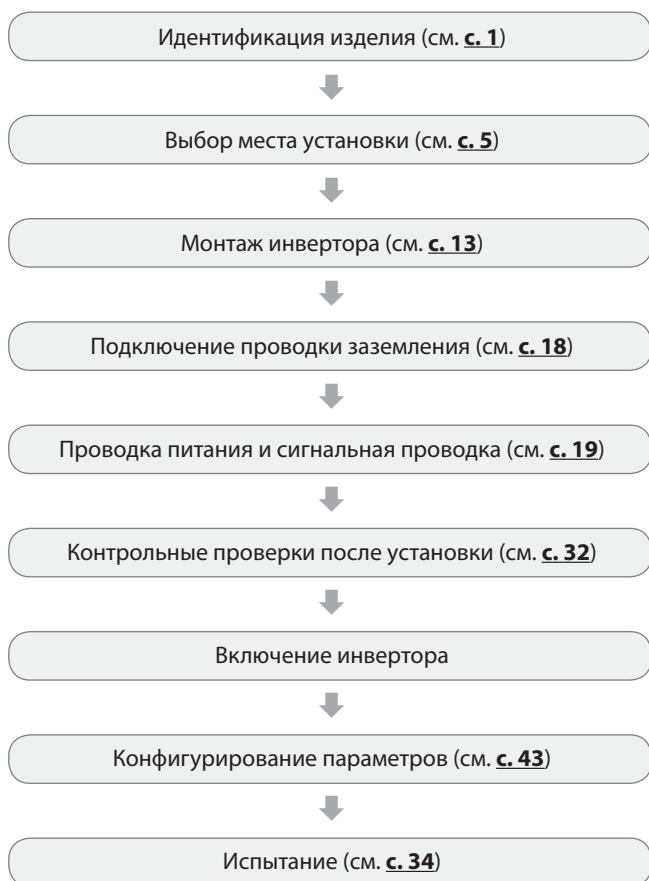 Идентификация изделия (см. с. 1)
Выбор места установки (см. с. 5)
Монтаж инвертора (см. с. 13)
Подключение проводки заземления (см. с. 18)
Проводка питания и сигнальная проводка (см. с. 19)
Контрольные проверки после установки (см. с. 32)
Включение инвертора
Конфигурирование параметров (см. с. 43)
Испытание (см. с. 34)